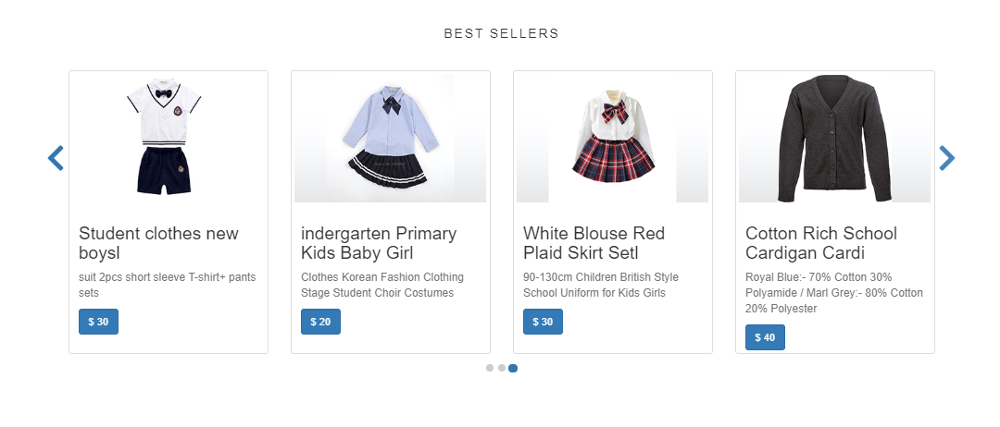 BEST SELLERS
Student clothes new
boysl
suit 2pcs short sleeve T-shirt+ pants
sets
$ 30
indergarten Primary
Kids Baby Girl
Clothes Korean Fashion Clothing
Stage Student Choir Costumes
$ 20
White Blouse Red
Plaid Skirt Setl
90-130cm Children British Style
School Uniform for Kids Girls
$ 30
Cotton Rich School
Cardigan Cardi
Royal Blue:- 70% Cotton 30%
Polyamide / Marl Grey:- 80% Cotton
20% Polyester
$ 40